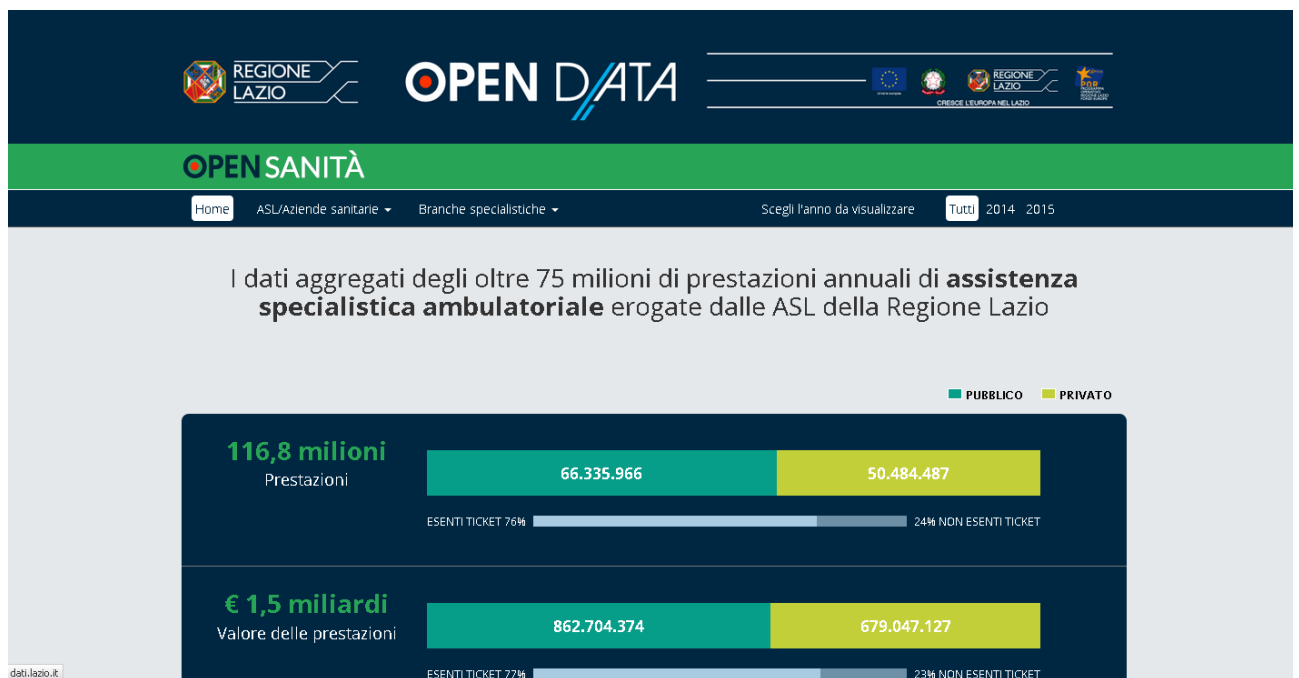 REGIONE
LAZIO
OPEN DATA
REGIONE
LAZIO
CRESCE L'EUROPA NEL LAZIO
OPEN SANITÀ
Home ASL/Aziende sanitarie Branche specialistiche Scegli l'anno da visualizzare Tutti 2014 2015
I dati aggregati degli oltre 75 milioni di prestazioni annuali di assistenza
specialistica ambulatoriale erogate dalle ASL della Regione Lazio
PUBBLICO PRIVATO
116,8 milioni
Prestazioni
66.335.966 50.484.487
ESENTI TICKET 76% 24% NON ESENTI TICKET
€ 1,5 miliardi
Valore delle prestazioni
862.704.374 679.047.127
ESENTI TICKET 77% 23% NON ESENTI TICKET
dati.lazio.it